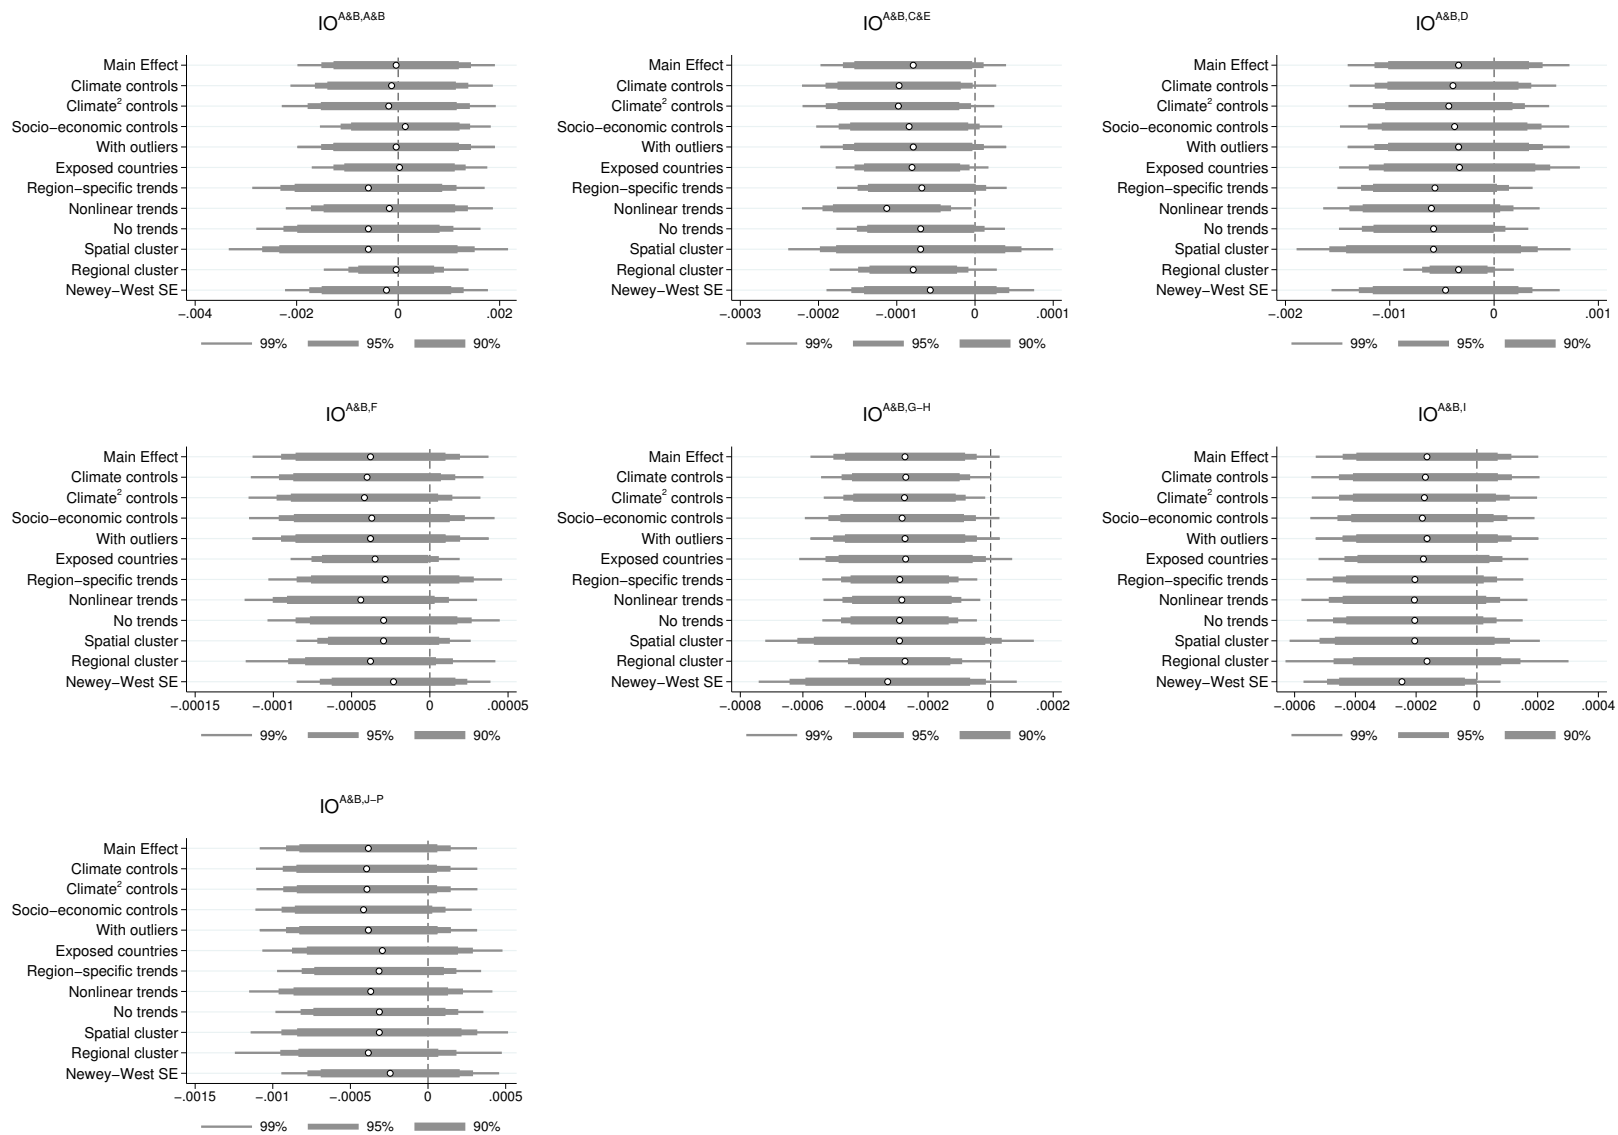 IO^A&B,A&B
Main Effect
Climate controls
Climate² controls
Socio−economic controls
With outliers
Exposed countries
Region−specific trends
Nonlinear trends
No trends
Spatial cluster
Regional cluster
Newey−West SE
−.004 −.002 0 .002
99% 95% 90%
IO^A&B,C&E
Main Effect
Climate controls
Climate² controls
Socio−economic controls
With outliers
Exposed countries
Region−specific trends
Nonlinear trends
No trends
Spatial cluster
Regional cluster
Newey−West SE
−.0003 −.0002 −.0001 0 .0001
99% 95% 90%
IO^A&B,D
Main Effect
Climate controls
Climate² controls
Socio−economic controls
With outliers
Exposed countries
Region−specific trends
Nonlinear trends
No trends
Spatial cluster
Regional cluster
Newey−West SE
−.002 −.001 0 .001
99% 95% 90%
IO^A&B,F
Main Effect
Climate controls
Climate² controls
Socio−economic controls
With outliers
Exposed countries
Region−specific trends
Nonlinear trends
No trends
Spatial cluster
Regional cluster
Newey−West SE
−.00015 −.0001 −.00005 0 .00005
99% 95% 90%
IO^A&B,G−H
Main Effect
Climate controls
Climate² controls
Socio−economic controls
With outliers
Exposed countries
Region−specific trends
Nonlinear trends
No trends
Spatial cluster
Regional cluster
Newey−West SE
−.0008 −.0006 −.0004 −.0002 0 .0002
99% 95% 90%
IO^A&B,I
Main Effect
Climate controls
Climate² controls
Socio−economic controls
With outliers
Exposed countries
Region−specific trends
Nonlinear trends
No trends
Spatial cluster
Regional cluster
Newey−West SE
−.0006 −.0004 −.0002 0 .0002 .0004
99% 95% 90%
IO^A&B,J−P
Main Effect
Climate controls
Climate² controls
Socio−economic controls
With outliers
Exposed countries
Region−specific trends
Nonlinear trends
No trends
Spatial cluster
Regional cluster
Newey−West SE
−.0015 −.001 −.0005 0 .0005
99% 95% 90%